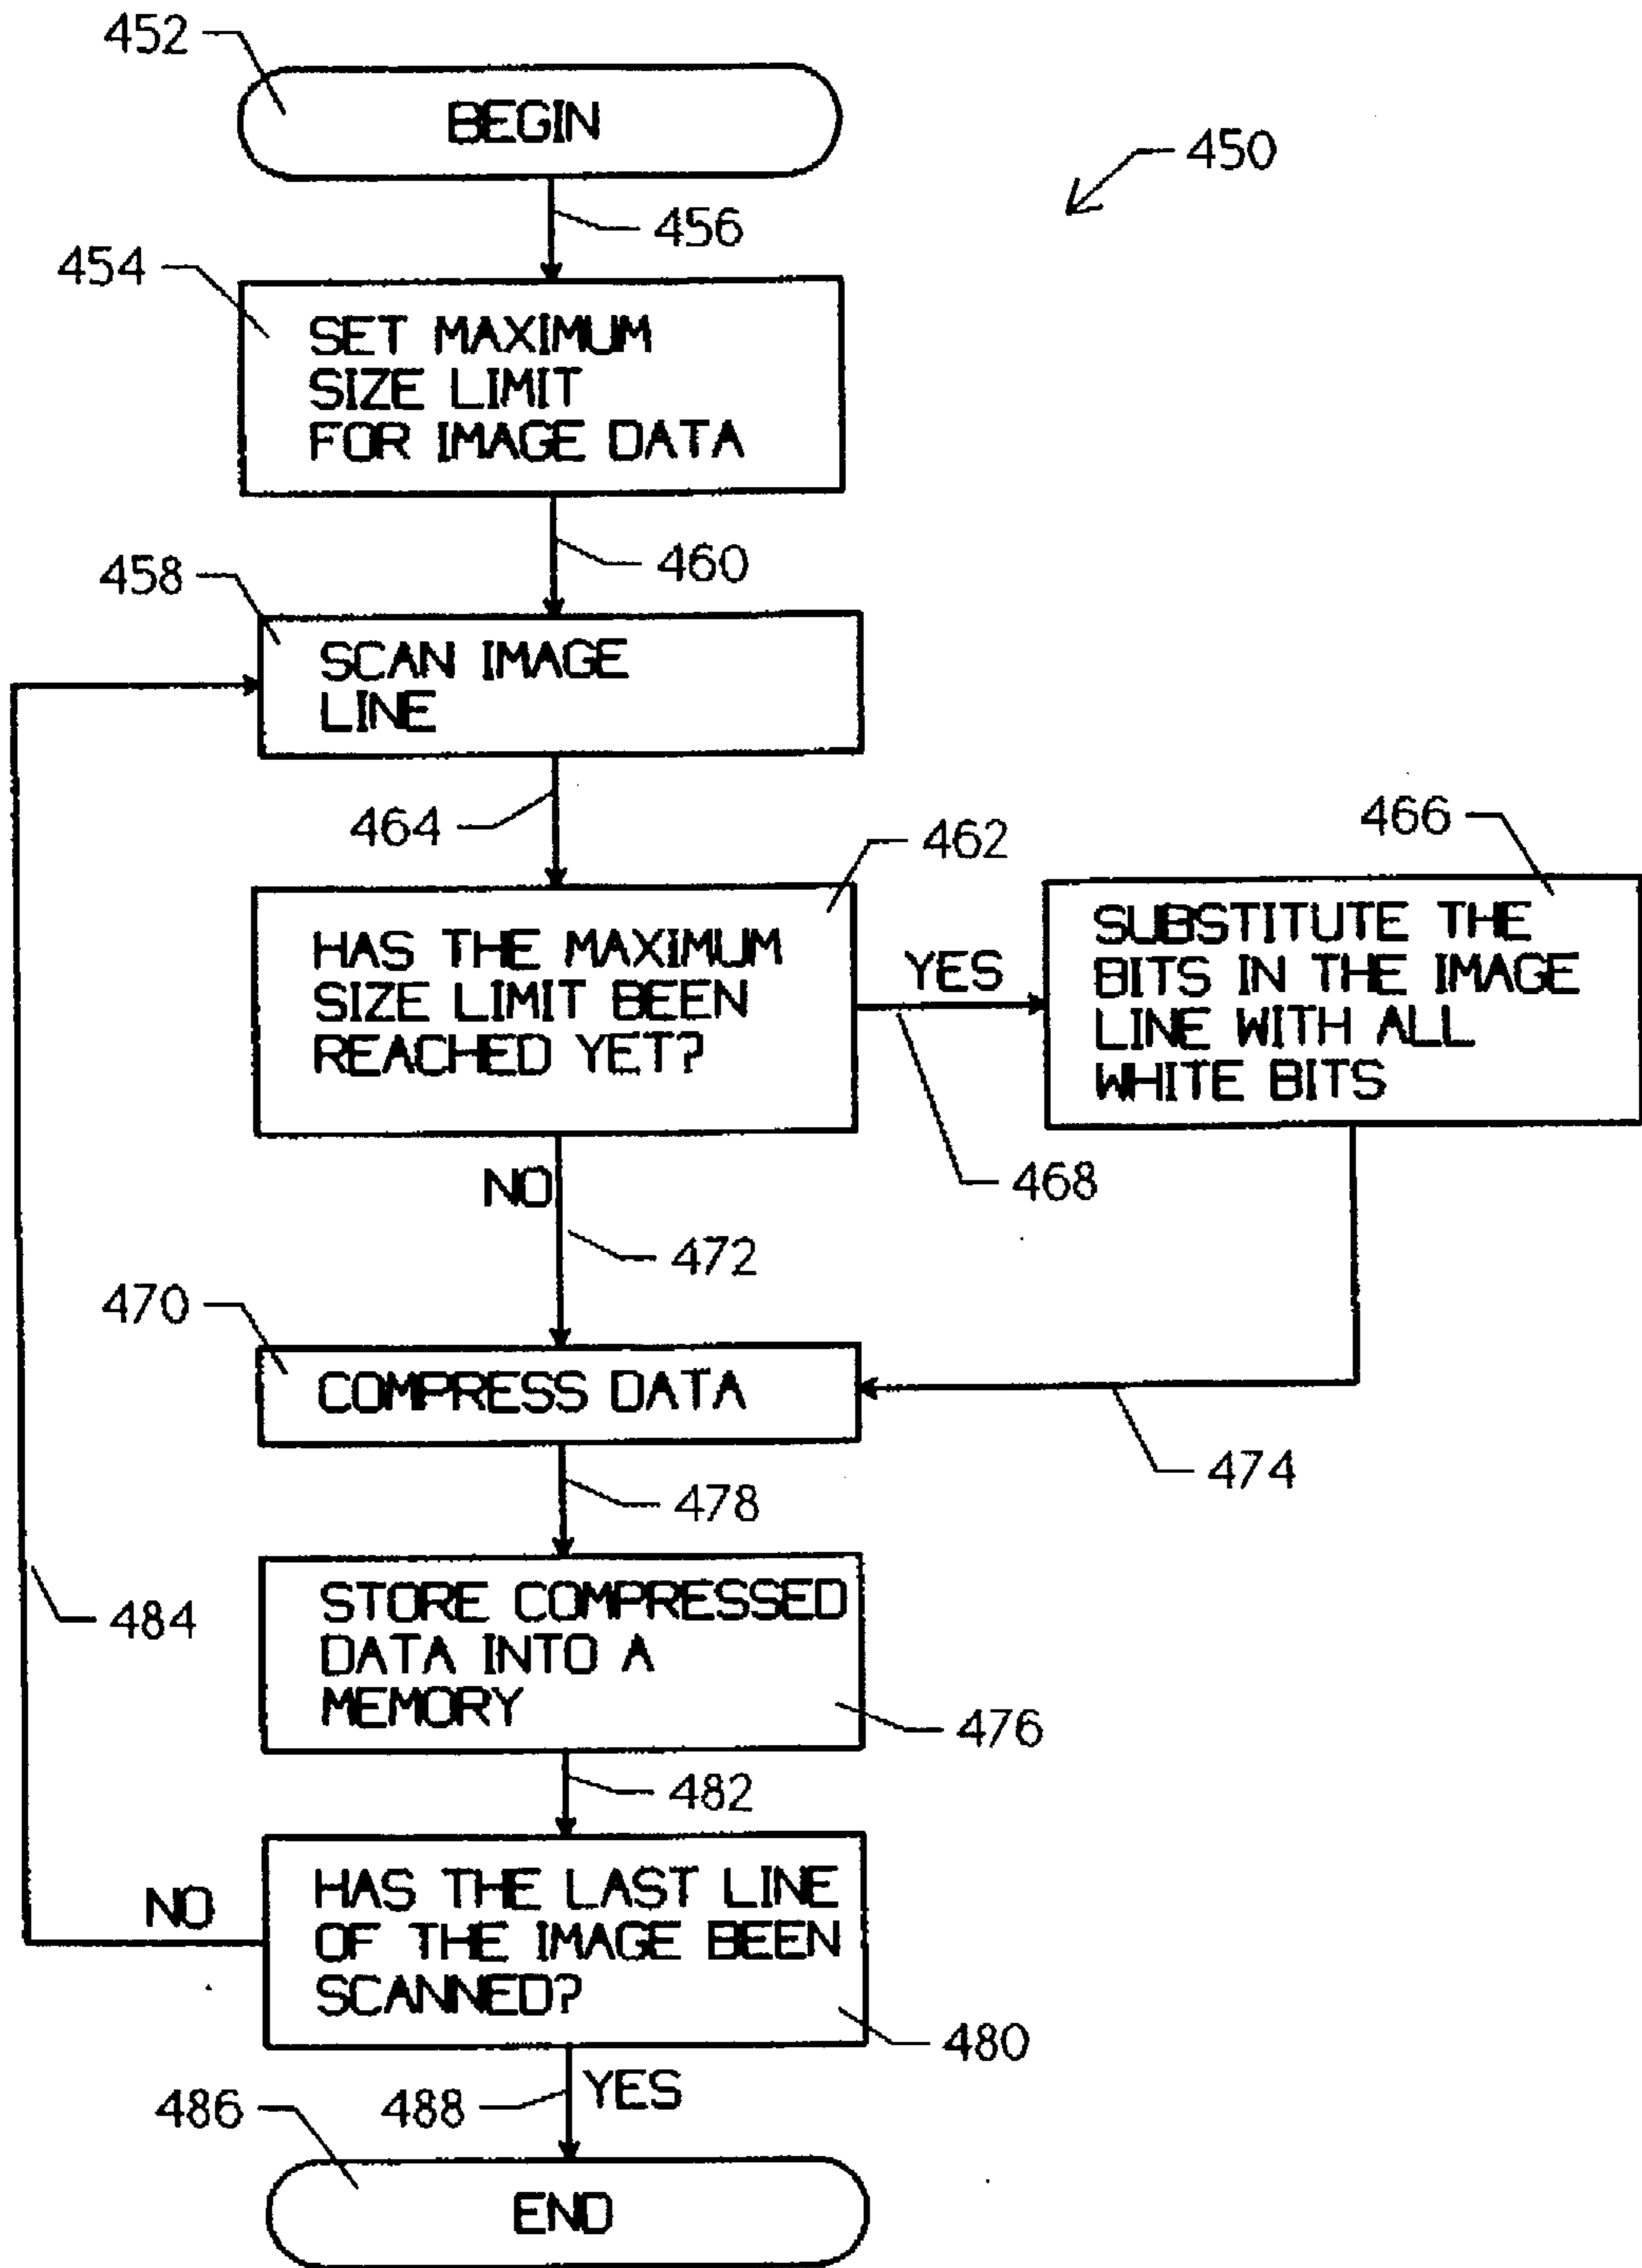 452
BEGIN
450
456
454
SET MAXIMUM
SIZE LIMIT
FOR IMAGE DATA
460
458
SCAN IMAGE
LINE
464
462
466
HAS THE MAXIMUM
SIZE LIMIT BEEN
REACHED YET?
YES
SUBSTITUTE THE
BITS IN THE IMAGE
LINE WITH ALL
WHITE BITS
468
NO
472
470
COMPRESS DATA
474
478
STORE COMPRESSED
DATA INTO A
MEMORY
484
476
482
NO
HAS THE LAST LINE
OF THE IMAGE BEEN
SCANNED?
480
488
YES
486
END